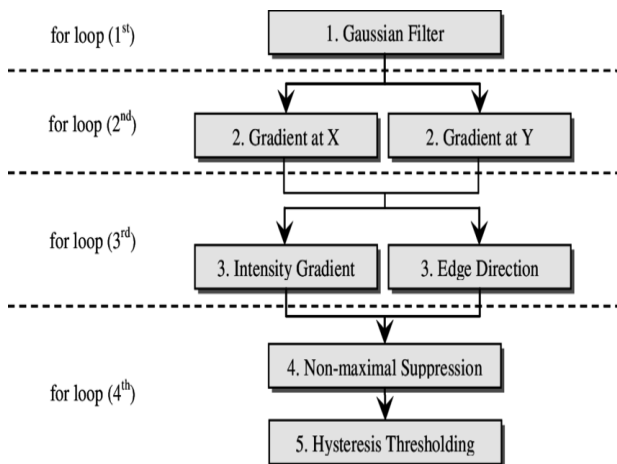 for loop (1st)
1. Gaussian Filter
for loop (2nd)
2. Gradient at X
2. Gradient at Y
for loop (3rd)
3. Intensity Gradient
3. Edge Direction
4. Non-maximal Suppression
for loop (4th)
5. Hysteresis Thresholding